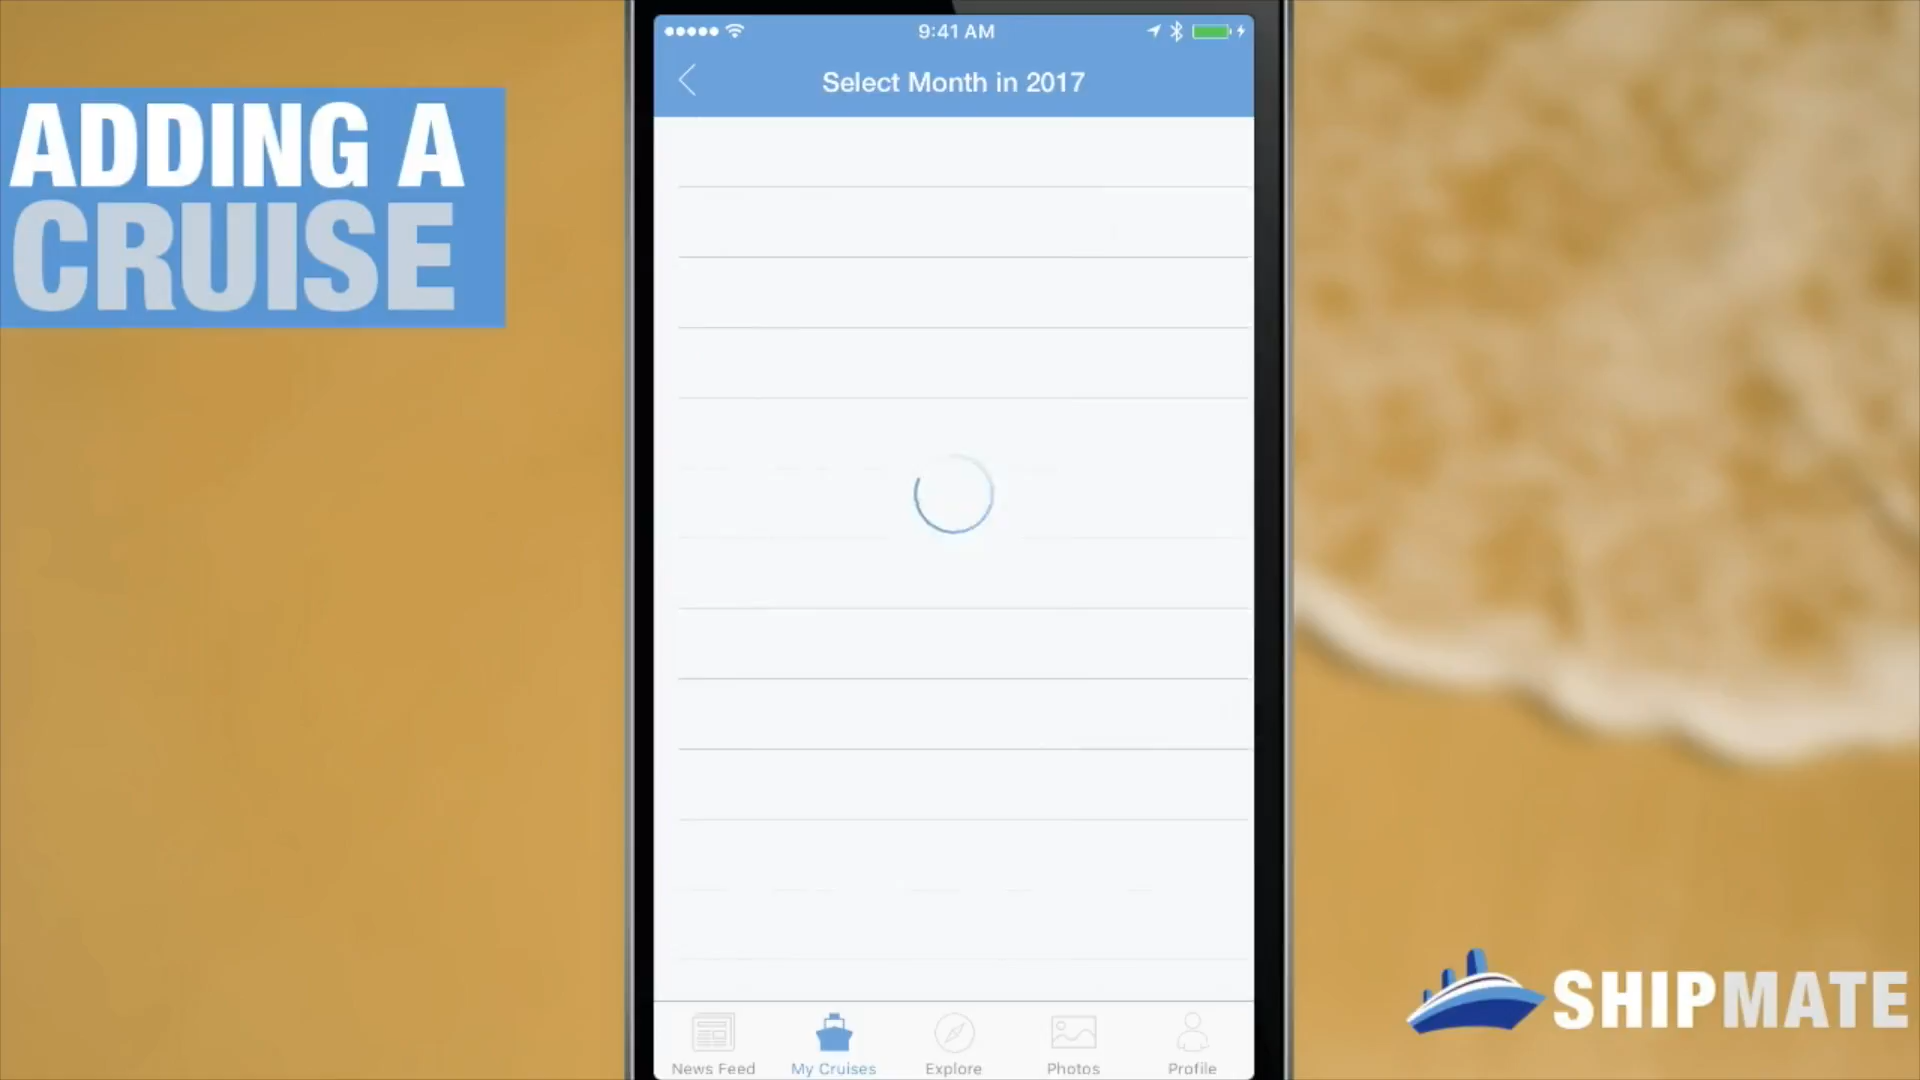 9:41 AM
Select Month in 2017
ADDING A
CRUISE
SHIPMATE
News Feed
My Cruises
Explore
Photos
Profile